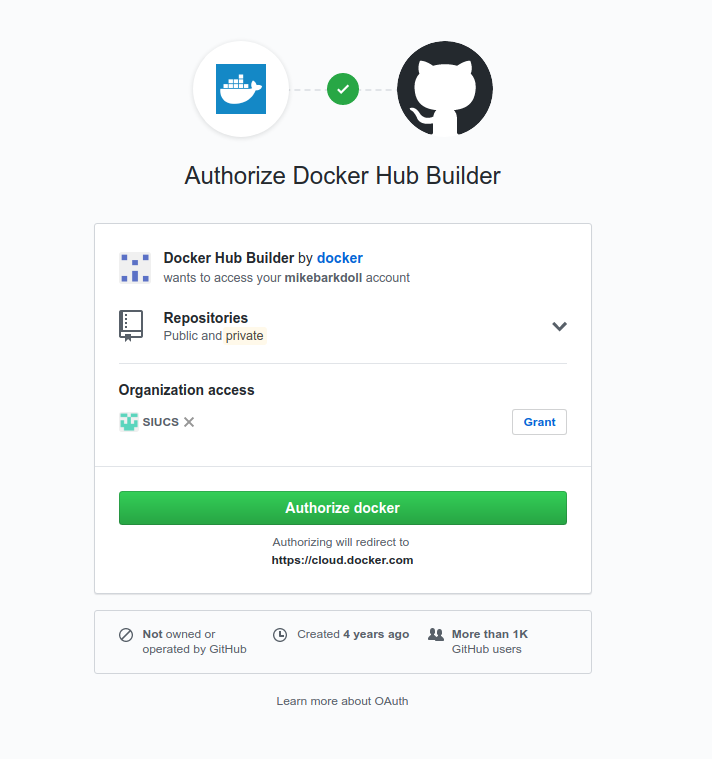 Authorize Docker Hub Builder
Docker Hub Builder by docker
wants to access your mikebarkdoll account
Repositories
Public and private
Organization access
SIUCS
Grant
Authorize docker
Authorizing will redirect to
https://cloud.docker.com
Not owned or
operated by GitHub
Created 4 years ago
More than 1K
GitHub users
Learn more about OAuth